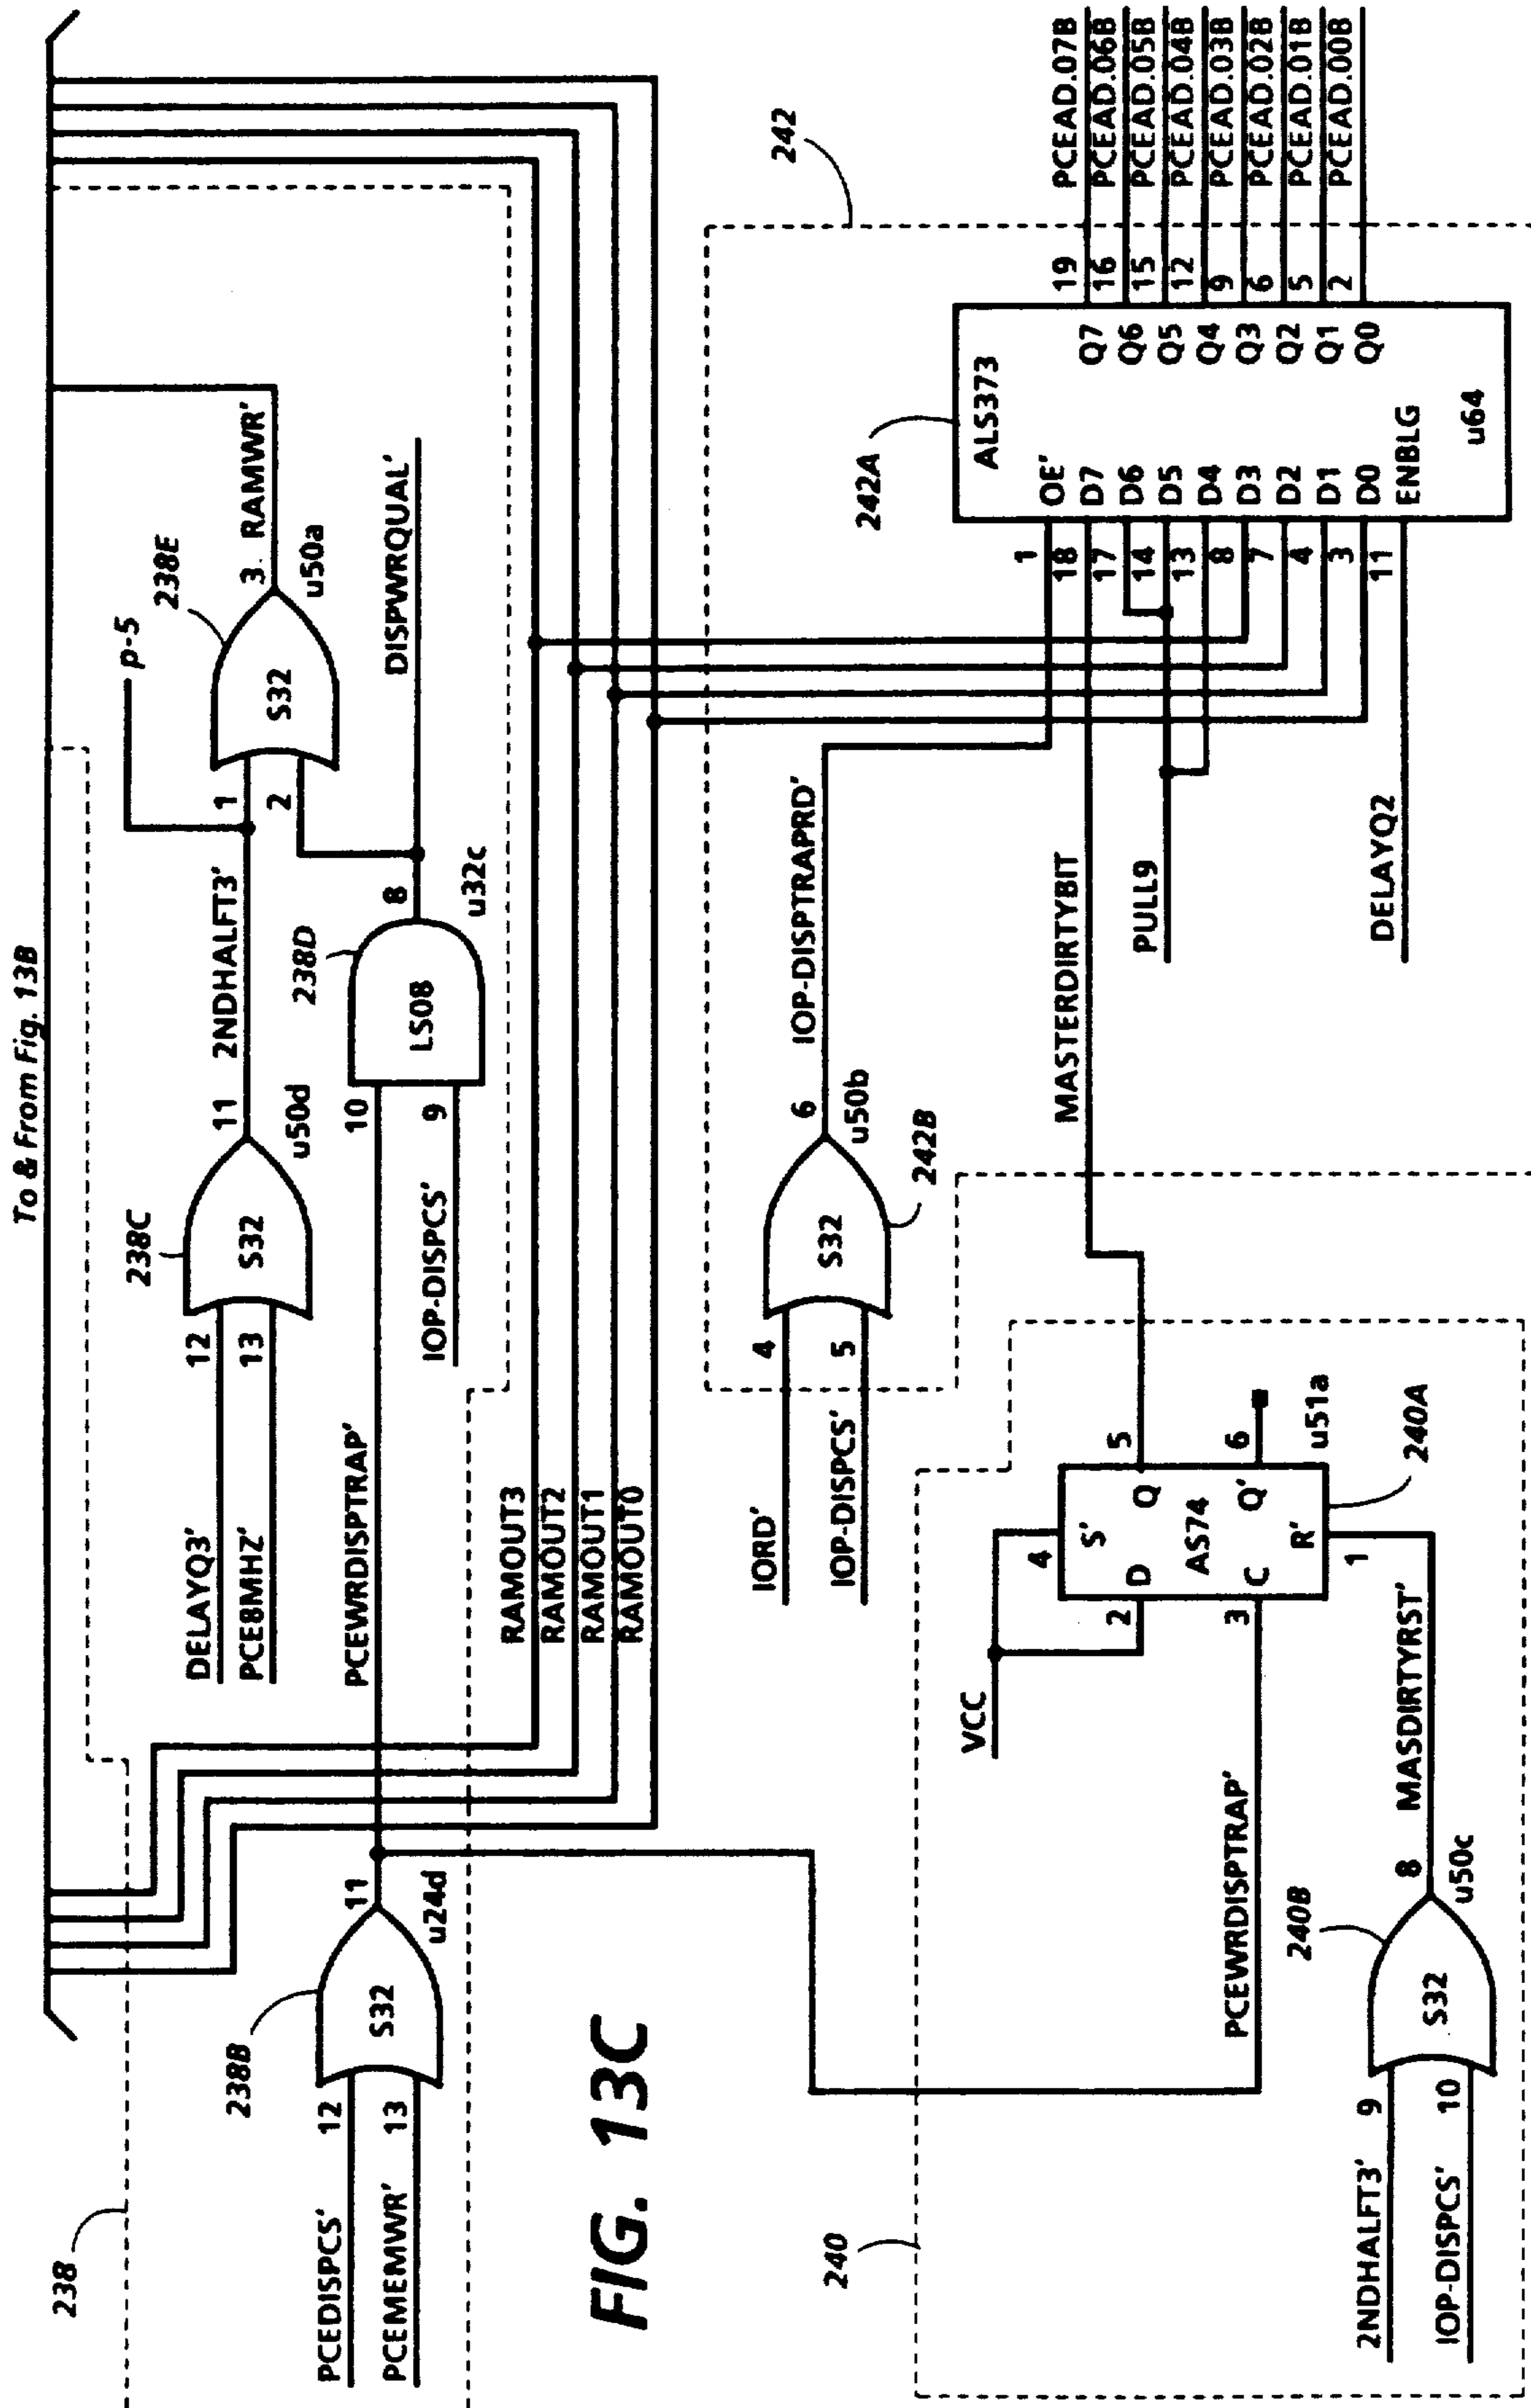 To & From Fig. 13B
238
238C
DELAYQ3'
12
PCE8MHZ'
13
S32
11
u50d
2NDHALFT3'
p-5
238E
1
2
S32
3
RAMWR'
u50a
238B
PCEDISPCS'
12
PCEMEMWR'
13
S32
11
u24d
PCEWRDISPTRAP'
10
IOP-DISPCS'
9
238D
LS08
8
u32c
DISPWRQUAL'
RAMOUT3
RAMOUT2
RAMOUT1
RAMOUT0
FIG. 13C
242
IORD'
4
IOP-DISPCS'
5
S32
6
u50b
242B
IOP-DISPTRAPRD'
MASTERDIRTYBIT
PULL9
DELAYQ2
242A
ALS373
1
OE'
18
D7
17
D6
14
D5
13
D4
8
D3
7
D2
4
D1
3
D0
11
ENBLG
u64
Q7
19
PCEAD.07B
Q6
16
PCEAD.06B
Q5
15
PCEAD.05B
Q4
12
PCEAD.04B
Q3
9
PCEAD.03B
Q2
6
PCEAD.02B
Q1
5
PCEAD.01B
Q0
2
PCEAD.00B
240
VCC
4
S'
2
D
Q
5
AS74
3
C
Q'
6
R'
1
u51a
240A
PCEWRDISPTRAP'
240B
2NDHALFT3'
9
IOP-DISPCS'
10
S32
8
u50c
MASDIRTYRST'